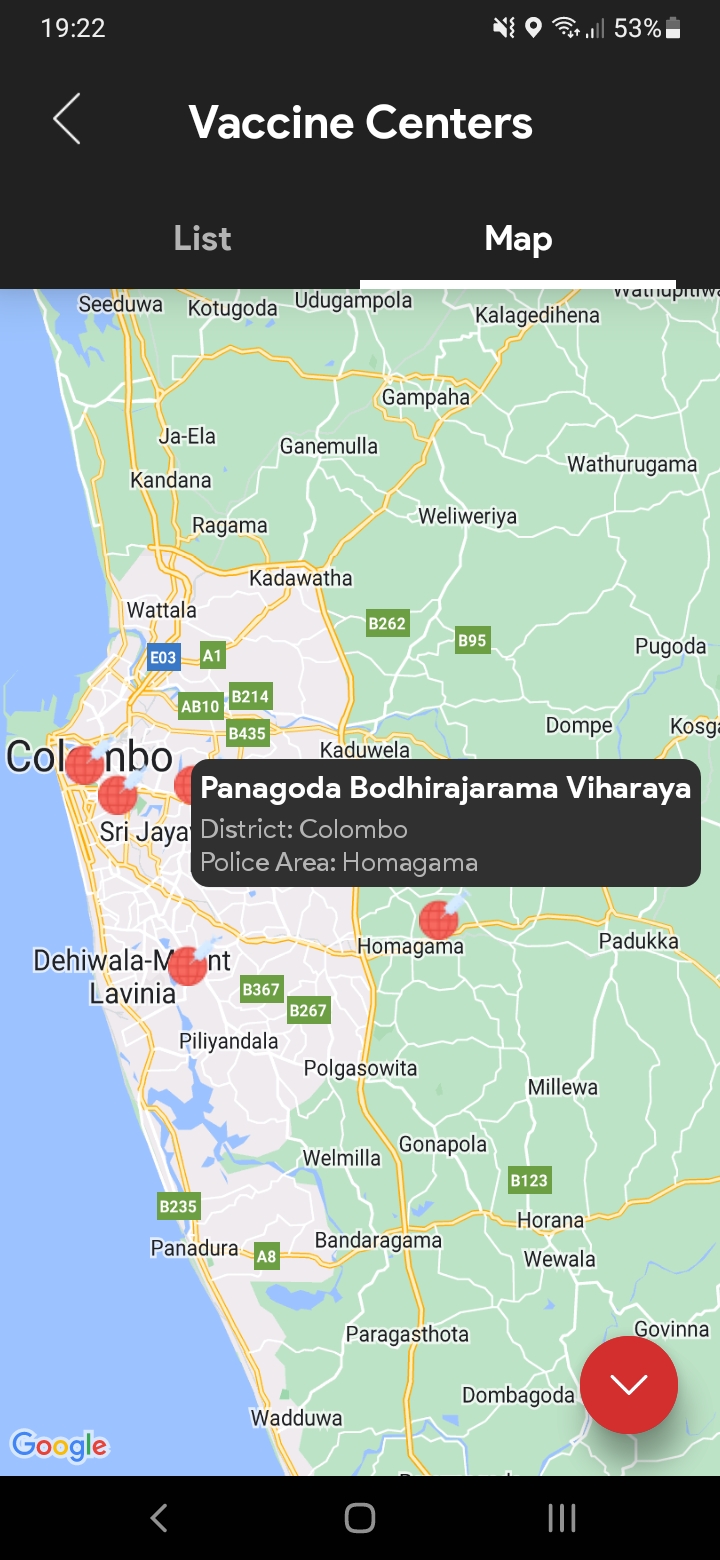 19:22
53%
Vaccine Centers
List
Map
Seeduwa
Kotugoda
Udugampola
Kalagedihena
Gampaha
Ja-Ela
Ganemulla
Wathurugama
Kandana
Ragama
Weliweriya
Kadawatha
Wattala
B262
B95
Pugoda
E03
A1
B214
AB10
B435
Dompe
Kaduwela
Panagoda Bodhirajarama Viharaya
District: Colombo
Police Area: Homagama
Homagama
Padukka
Lavinia
B367
B267
Piliyandala
Polgasowita
Millewa
Gonapola
Welmilla
B123
B235
Horana
Panadura
A8
Bandaragama
Wewala
Paragasthota
Govinna
Dombagoda
Wadduwa
Google